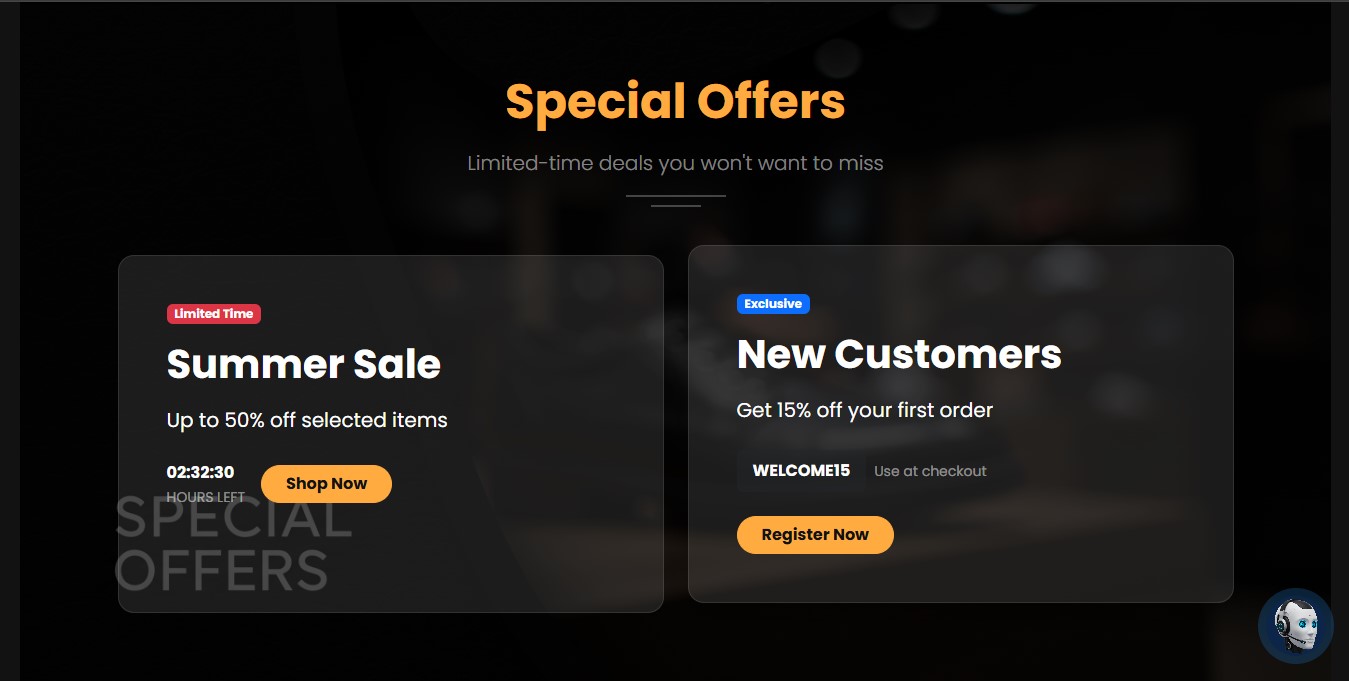 Special Offers
Limited-time deals you won't want to miss
Limited Time
Summer Sale
Up to 50% off selected items
02:32:30
HOURS LEFT
Shop Now
SPECIAL
OFFERS
Exclusive
New Customers
Get 15% off your first order
WELCOME15 Use at checkout
Register Now